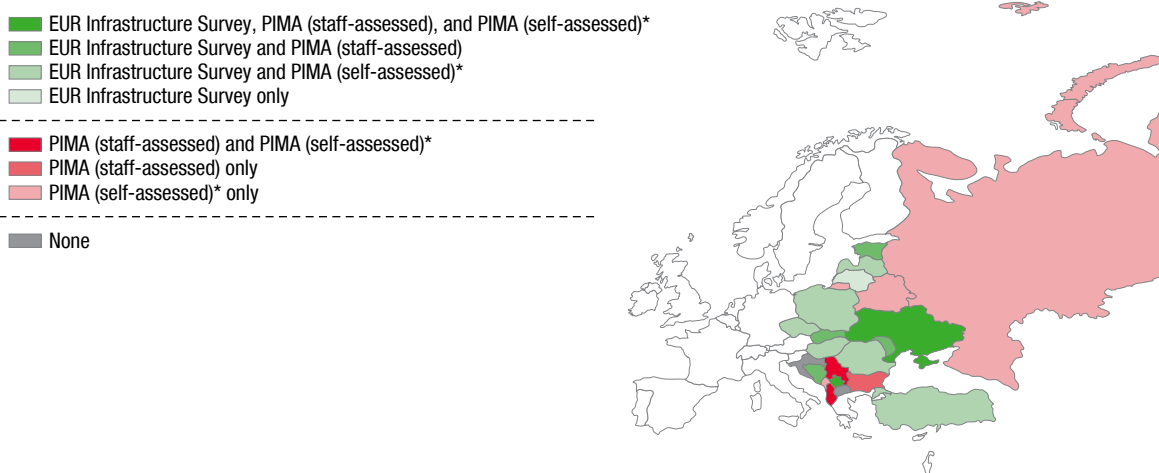 EUR Infrastructure Survey, PIMA (staff-assessed), and PIMA (self-assessed)*
EUR Infrastructure Survey and PIMA (staff-assessed)
EUR Infrastructure Survey and PIMA (self-assessed)*
EUR Infrastructure Survey only
PIMA (staff-assessed) and PIMA (self-assessed)*
PIMA (staff-assessed) only
PIMA (self-assessed)* only
None